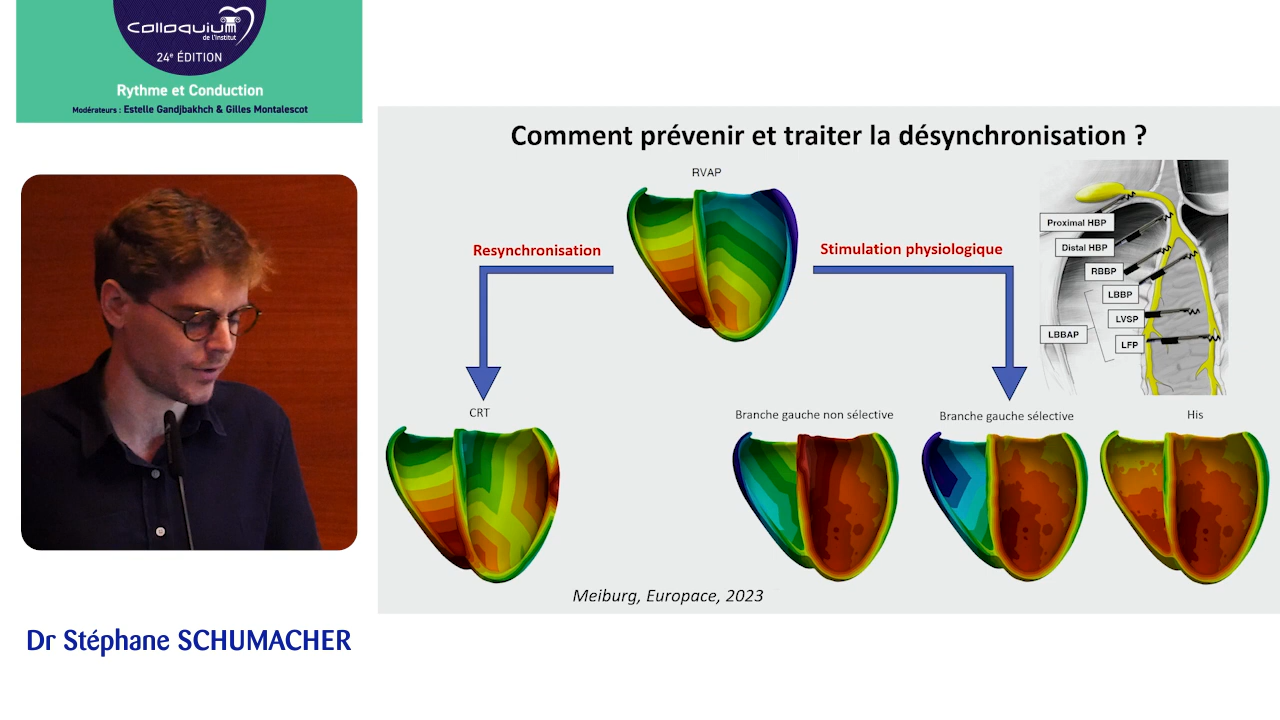 Colloquium
de l'Institut
24e ÉDITION
Rythme et Conduction
Modérateurs : Estelle Gandjbakhch & Gilles Montalescot
Comment prévenir et traiter la désynchronisation ?
RVAP
Resynchronisation
Stimulation physiologique
Proximal HBP
Distal HBP
RBBP
LBBP
LVSP
LBBAP
LFP
CRT
Branche gauche non sélective
Branche gauche sélective
His
Meiburg, Europace, 2023
Dr Stéphane SCHUMACHER